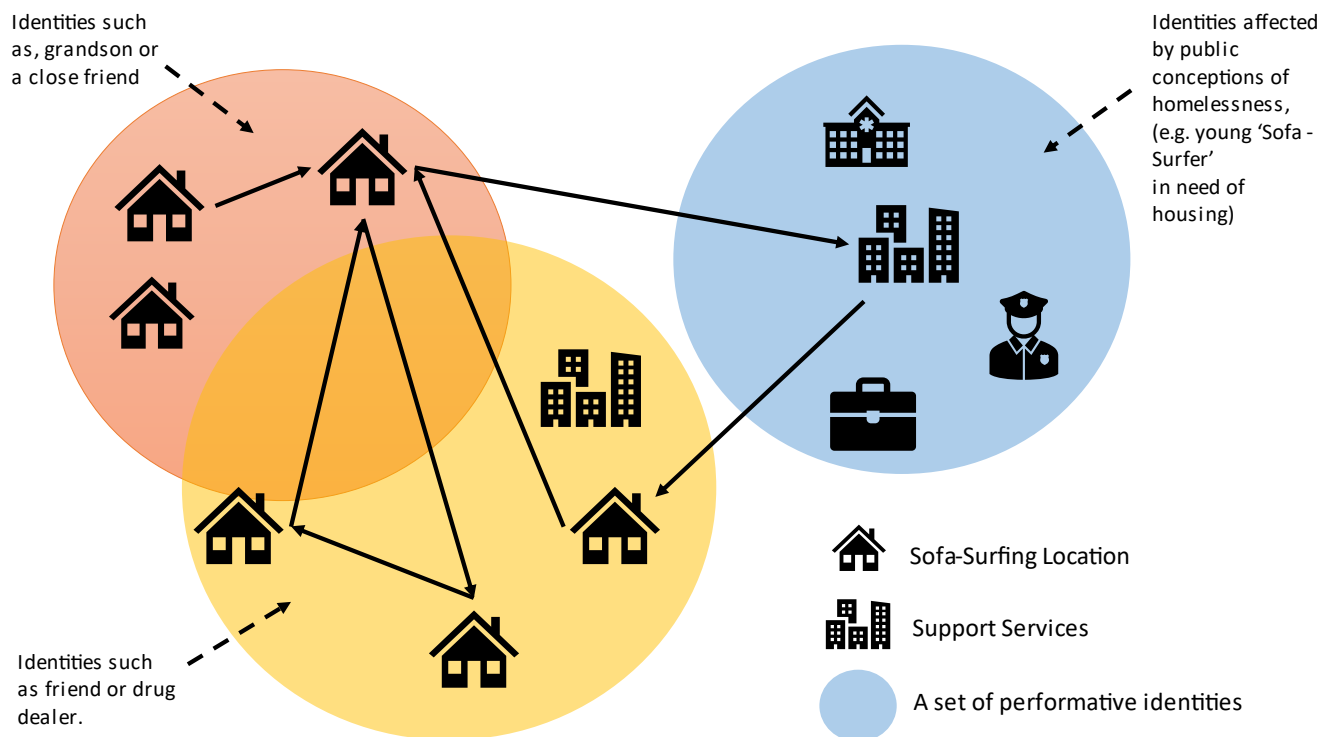 Identities such
as, grandson or
a close friend
Identities affected
by public
conceptions of
homelessness,
(e.g. young ‘Sofa -
Surfer’
in need of
housing)
Identities such
as friend or drug
dealer.
Sofa-Surfing Location
Support Services
A set of performative identities